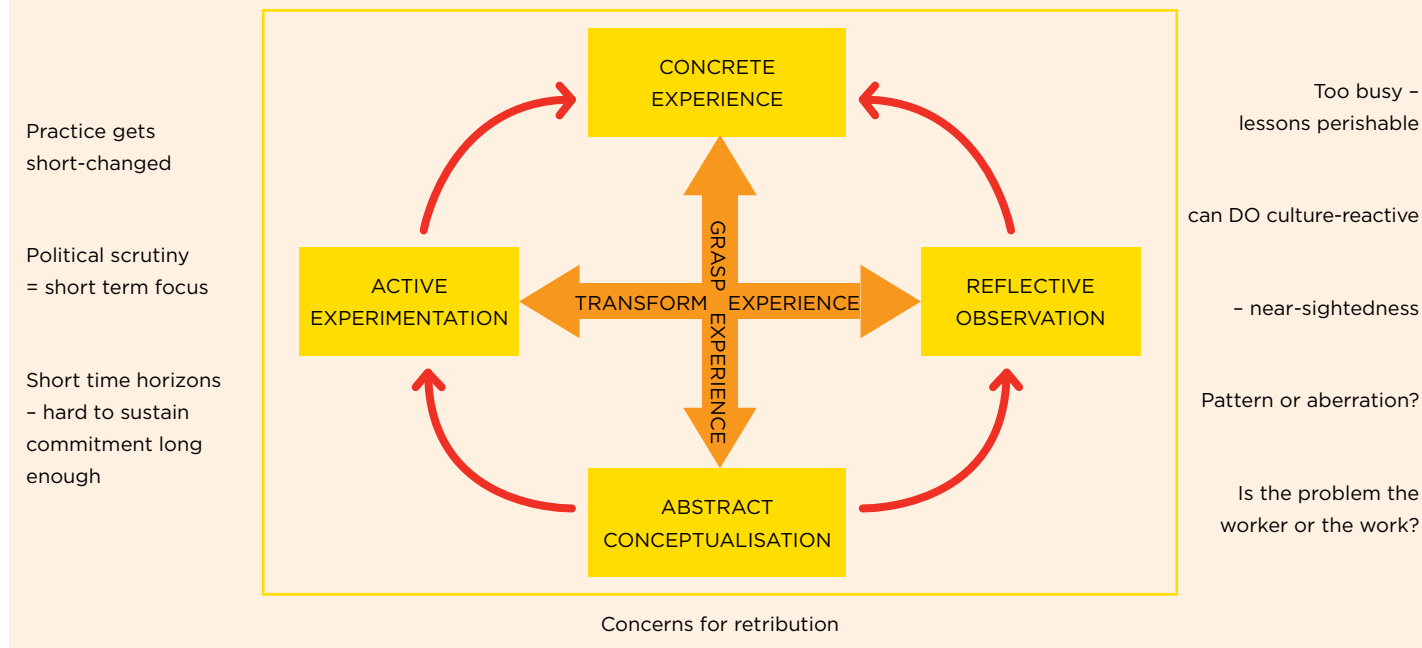 CONCRETE
EXPERIENCE
Practice gets
short-changed
Political scrutiny
= short term focus
Short time horizons
– hard to sustain
commitment long
enough
ACTIVE
EXPERIMENTATION
TRANSFORM EXPERIENCE
GRASP EXPERIENCE
REFLECTIVE
OBSERVATION
ABSTRACT
CONCEPTUALISATION
Too busy –
lessons perishable
can DO culture-reactive
– near-sightedness
Pattern or aberration?
Is the problem the
worker or the work?
Concerns for retribution